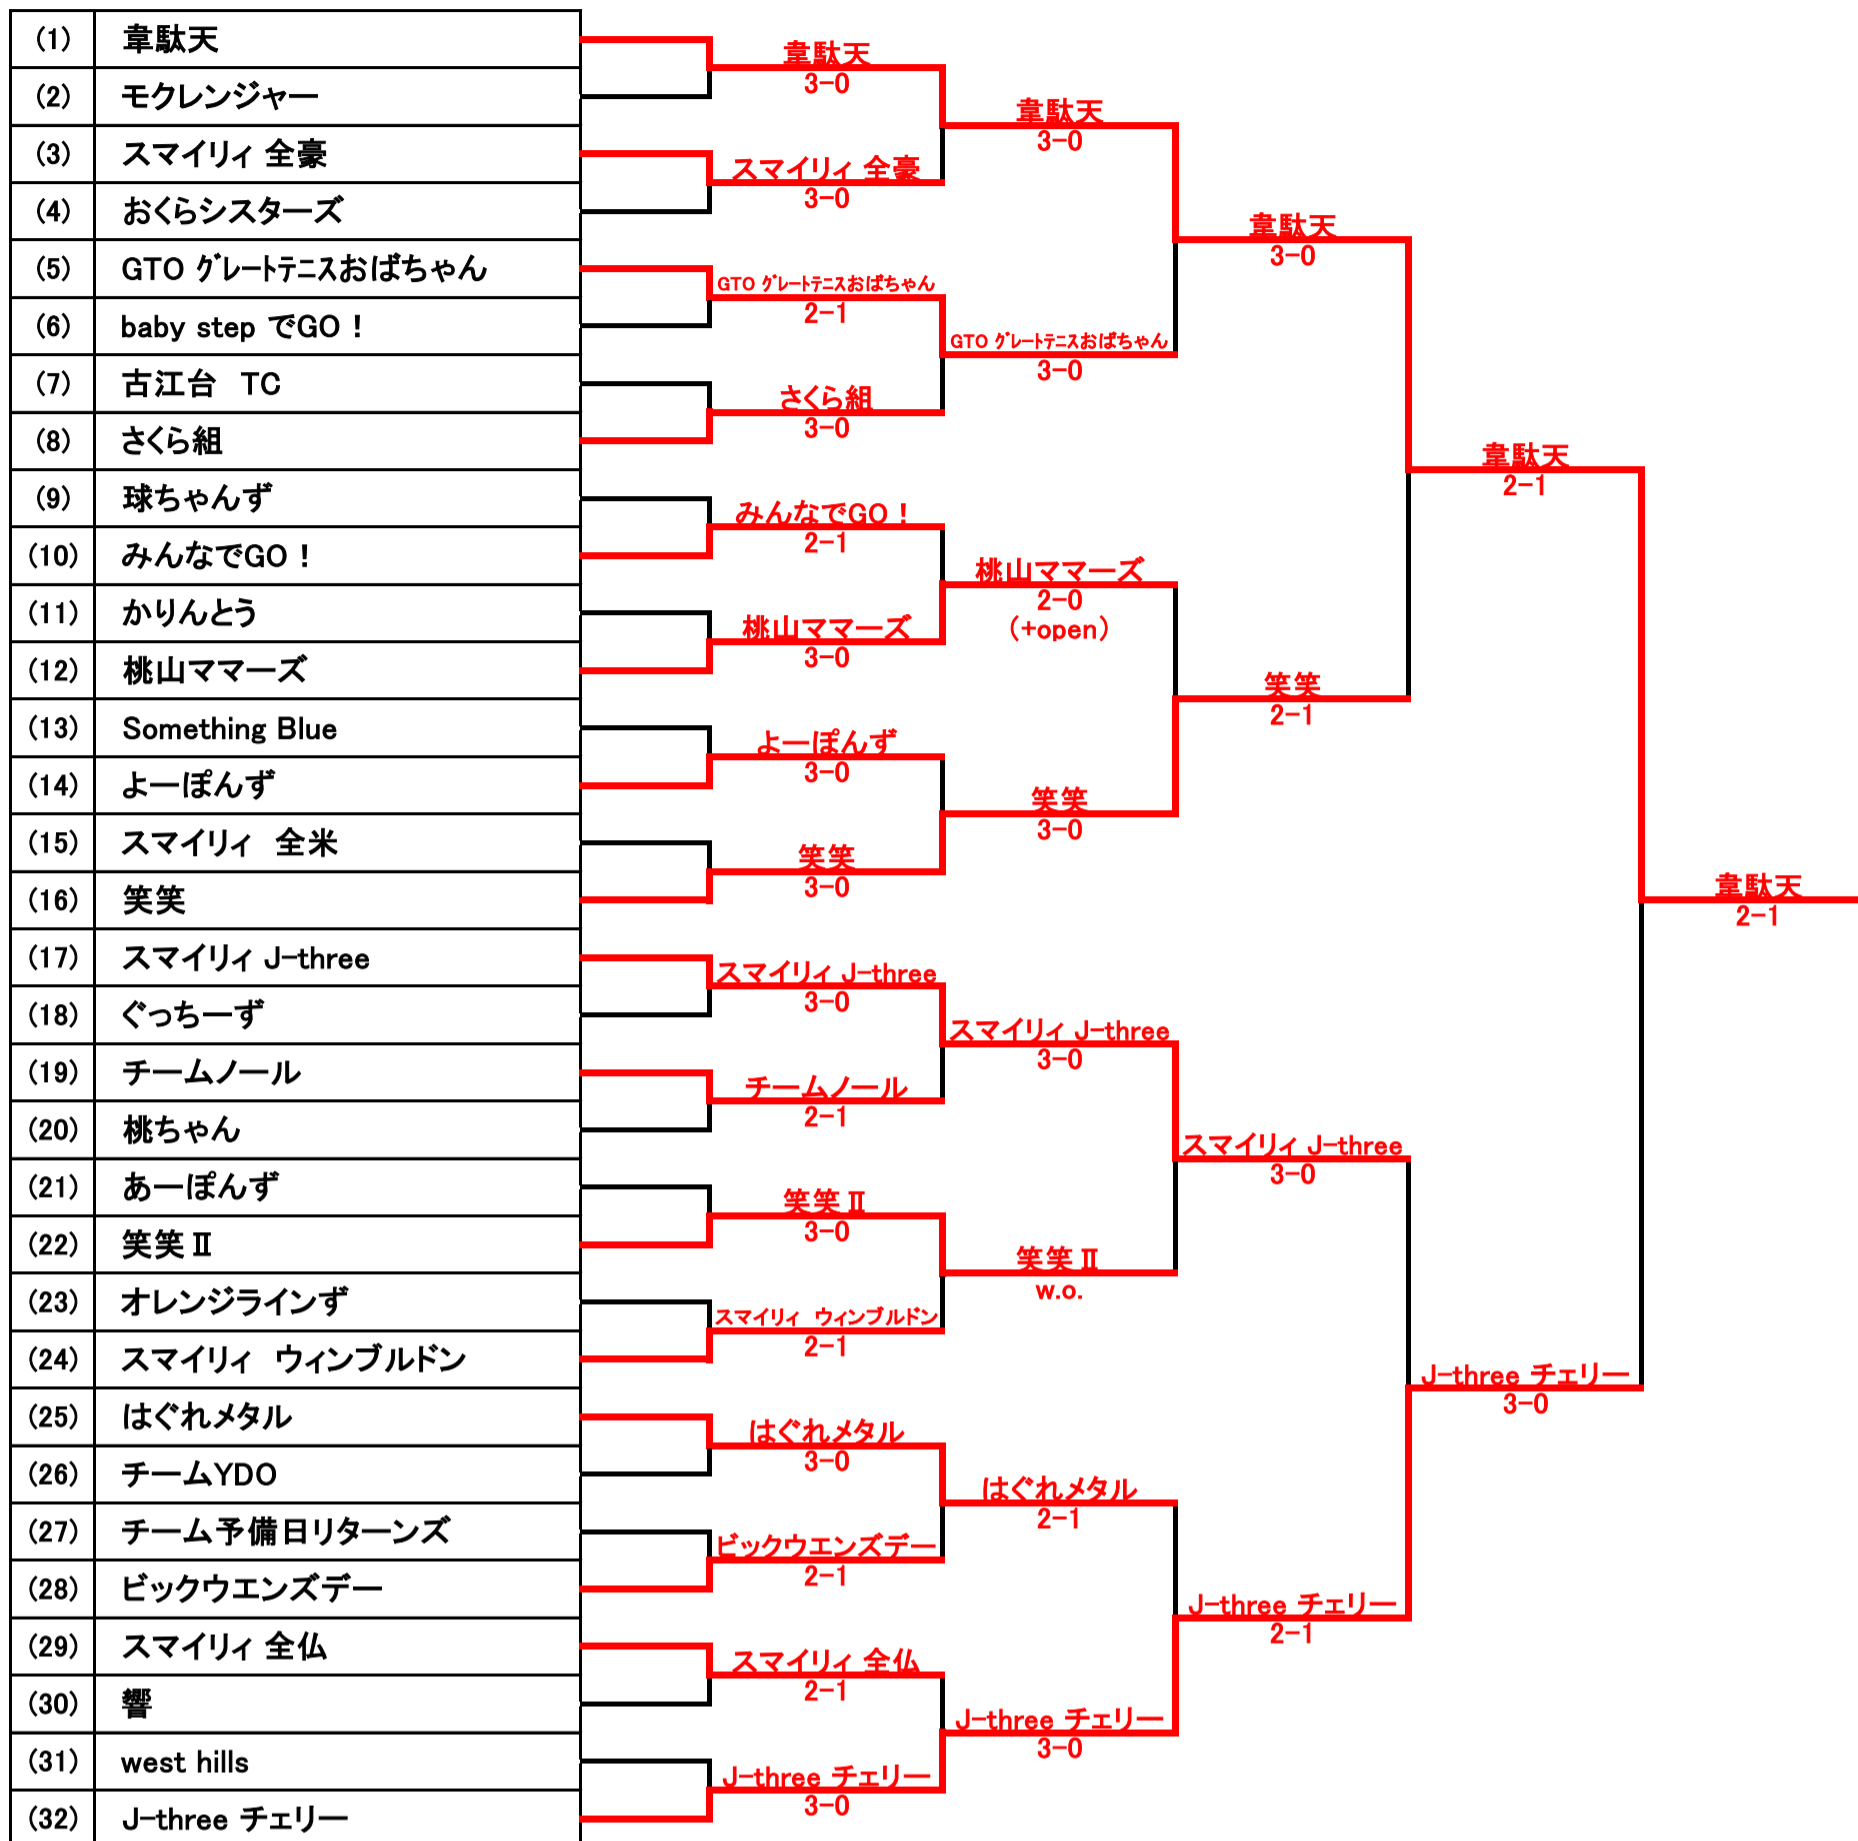 (1) 韋駄天
(2) モクレンジャー
(3) スマイリィ 全豪
(4) おくらシスターズ
(5) GTO グレートテニスおばちゃん
(6) baby step でGO！
(7) 古江台　TC
(8) さくら組
(9) 球ちゃんず
(10) みんなでGO！
(11) かりんとう
(12) 桃山ママーズ
(13) Something Blue
(14) よーぽんず
(15) スマイリィ　全米
(16) 笑笑
(17) スマイリィ J-three
(18) ぐっちーず
(19) チームノール
(20) 桃ちゃん
(21) あーぽんず
(22) 笑笑Ⅱ
(23) オレンジラインず
(24) スマイリィ　ウィンブルドン
(25) はぐれメタル
(26) チームYDO
(27) チーム予備日リターンズ
(28) ビックウエンズデー
(29) スマイリィ 全仏
(30) 響
(31) west hills
(32) J-three チェリー
韋駄天
3-0
スマイリィ 全豪
3-0
GTO グレートテニスおばちゃん
2-1
さくら組
3-0
みんなでGO！
2-1
桃山ママーズ
3-0
よーぽんず
3-0
笑笑
3-0
スマイリィ J-three
3-0
チームノール
2-1
笑笑Ⅱ
3-0
スマイリィ　ウィンブルドン
2-1
はぐれメタル
3-0
ビックウエンズデー
2-1
スマイリィ 全仏
2-1
J-three チェリー
3-0
韋駄天
3-0
GTO グレートテニスおばちゃん
3-0
桃山ママーズ
2-0
(+open)
笑笑
3-0
スマイリィ J-three
3-0
笑笑Ⅱ
w.o.
はぐれメタル
2-1
J-three チェリー
3-0
韋駄天
3-0
笑笑
2-1
スマイリィ J-three
3-0
J-three チェリー
2-1
韋駄天
2-1
J-three チェリー
3-0
韋駄天
2-1